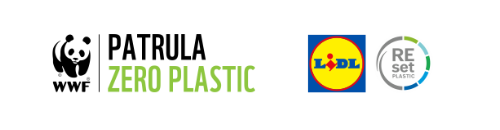 PATRULA
ZERO PLASTIC
WWF
LIDL
RE
set
PLASTIC